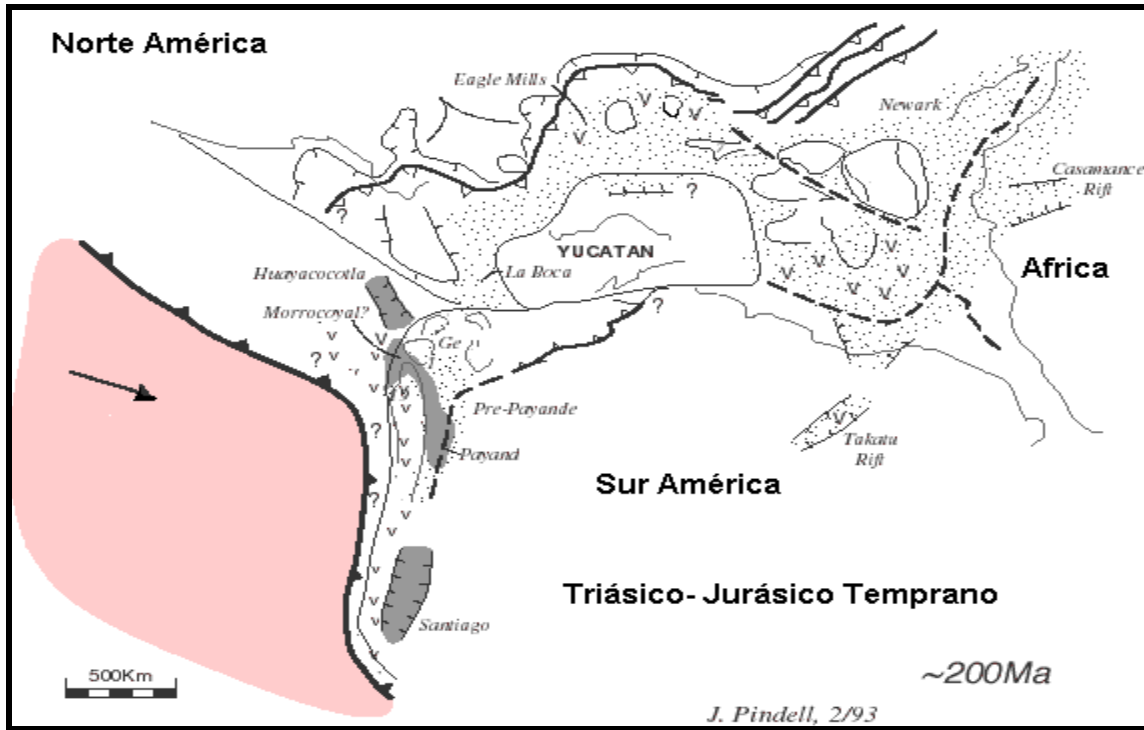 Norte América
Eagle Mills
Newark
Casamance
Rift
YUCATAN
Africa
Huayacocotla
La Boca
Morrocoyal?
Ge
Pre-Payande
Payand
Takatu
Rift
Sur América
Triásico- Jurásico Temprano
Santiago
500Km
~200Ma
J. Pindell, 2/93